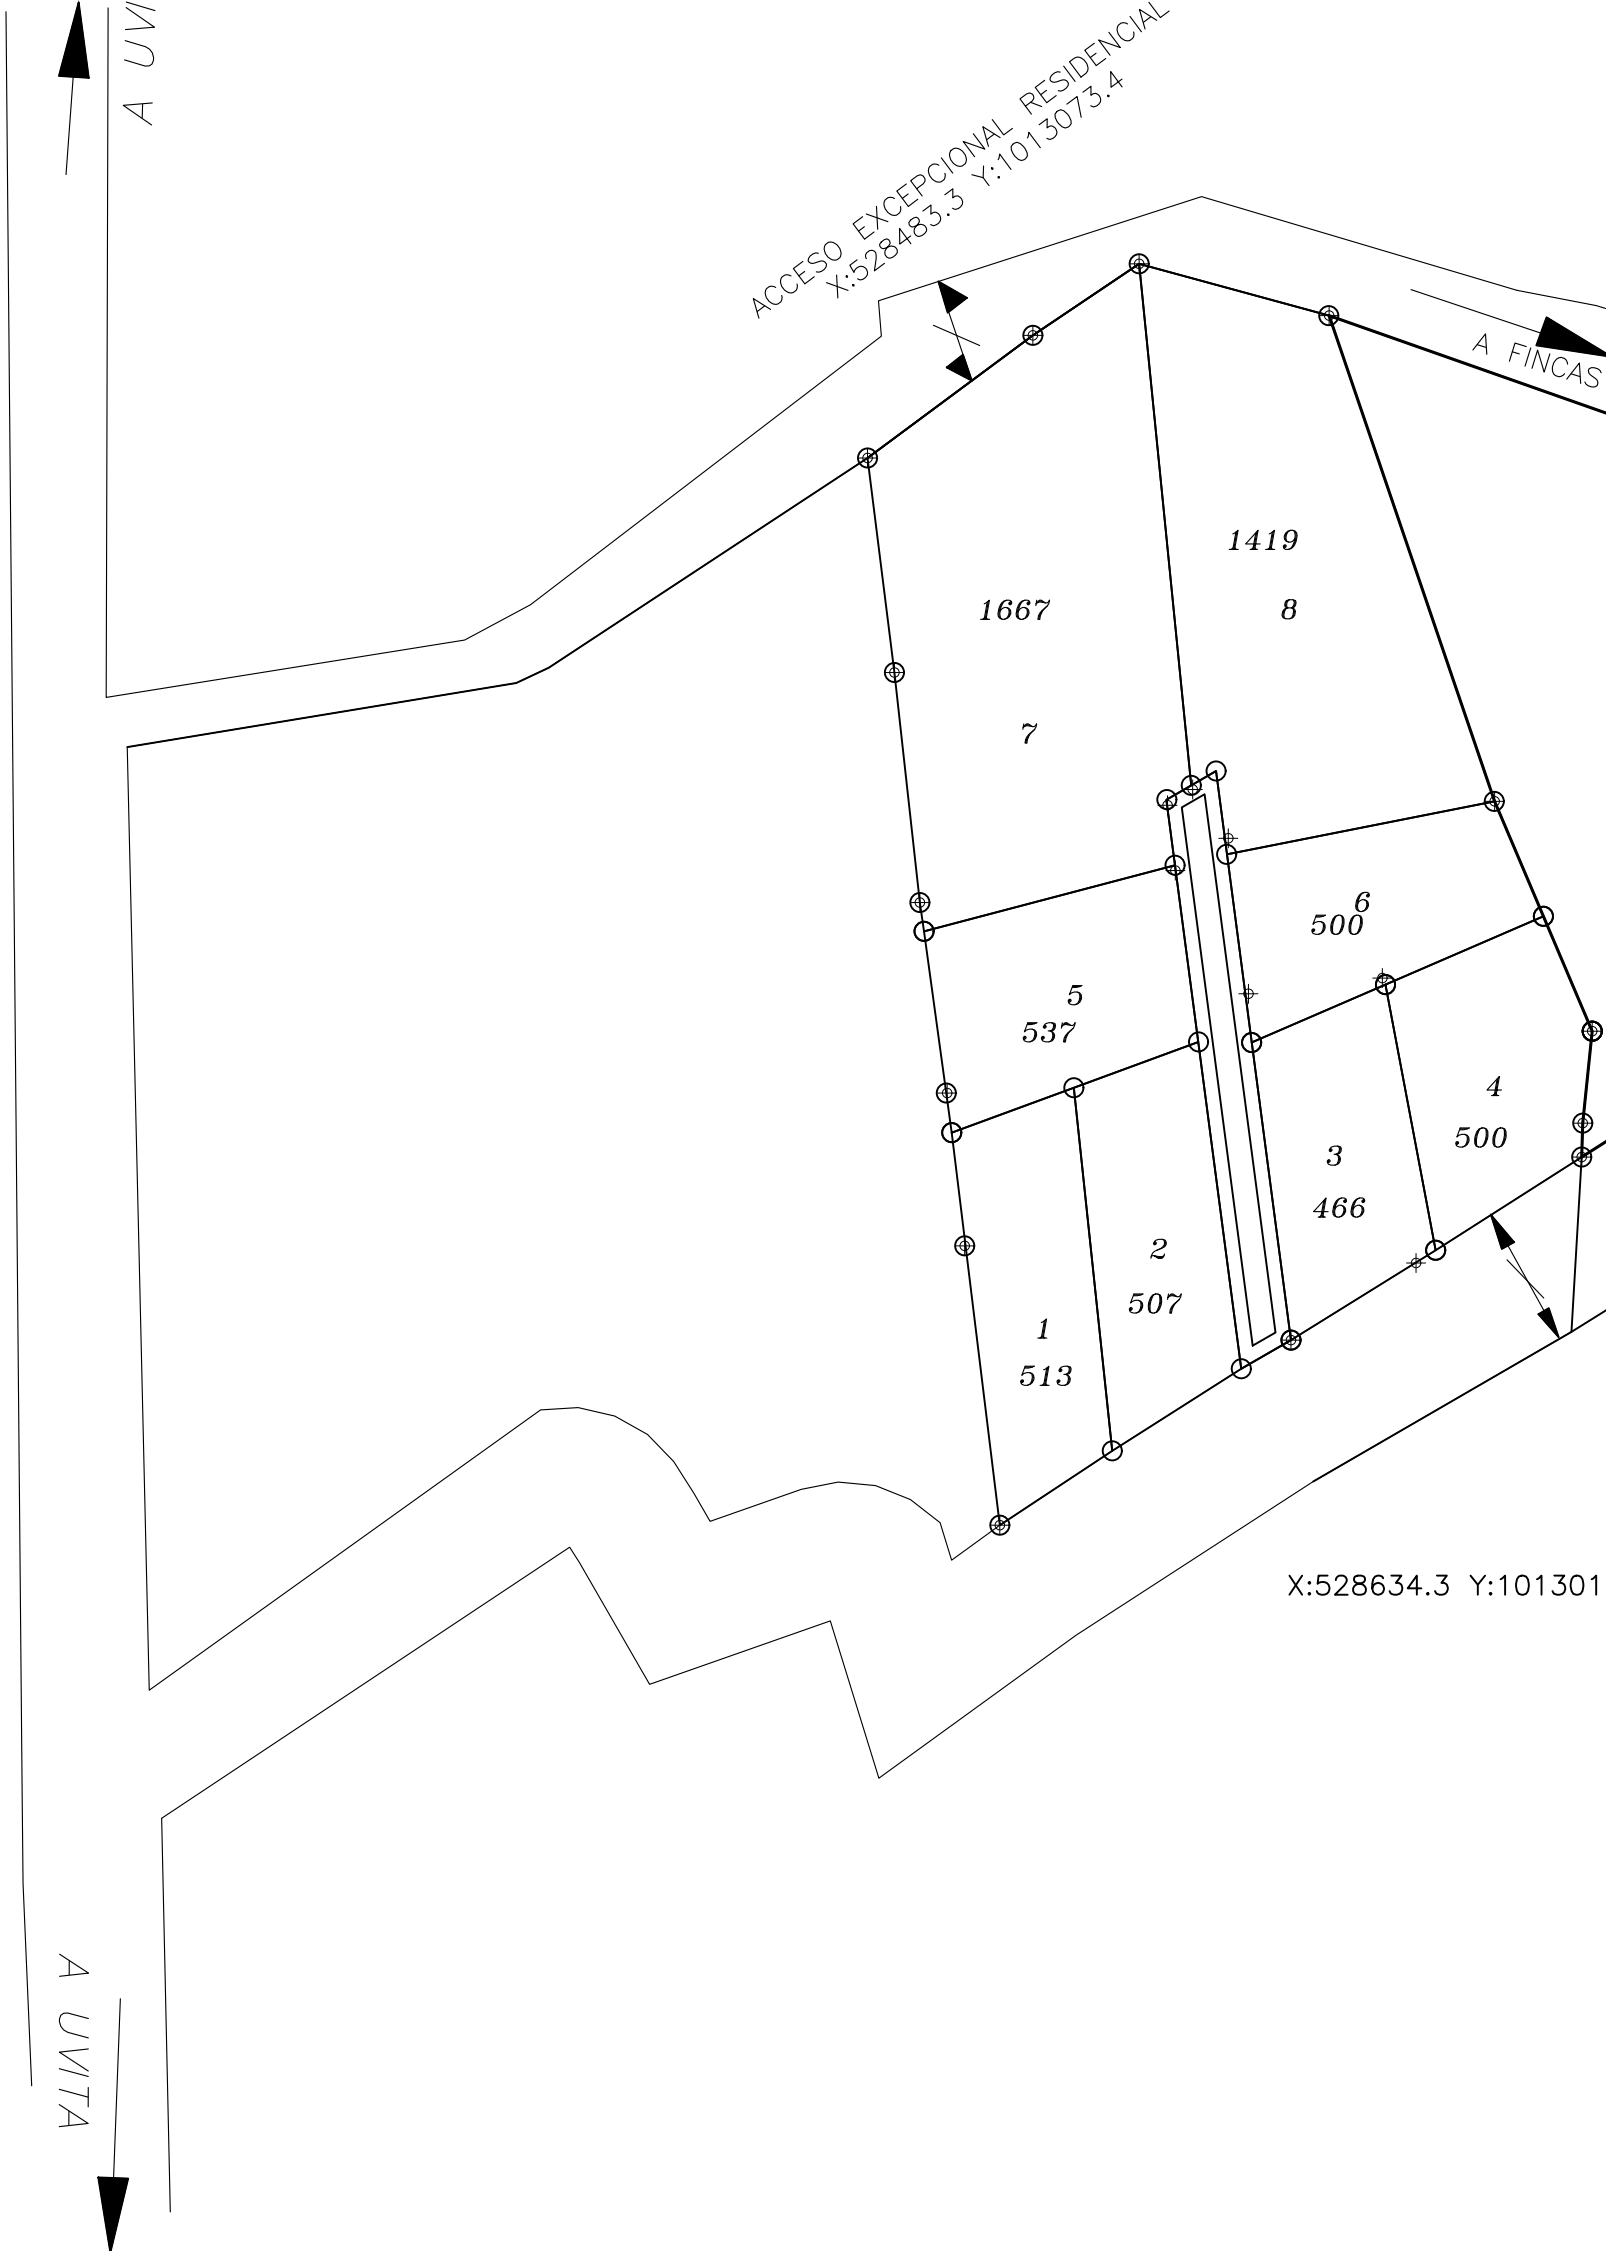 A UVI
ACCESO EXCEPCIONAL RESIDENCIAL
X:528483.3 Y:1013073.4
A FINCAS
1419
8
1667
7
6
500
5
537
4
500
3
466
2
507
1
513
X:528634.3 Y:101301
A UVITA